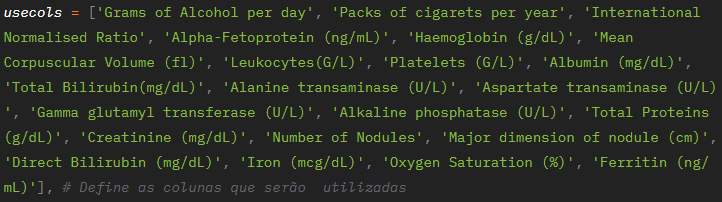 usecols = ['Grams of Alcohol per day', 'Packs of cigarets per year', 'International
Normalised Ratio', 'Alpha-Fetoprotein (ng/mL)', 'Haemoglobin (g/dL)', 'Mean
Corpuscular Volume (fl)', 'Leukocytes(G/L)', 'Platelets (G/L)', 'Albumin (mg/dL)',
'Total Bilirubin(mg/dL)', 'Alanine transaminase (U/L)', 'Aspartate transaminase (U/L)
', 'Gamma glutamyl transferase (U/L)', 'Alkaline phosphatase (U/L)', 'Total Proteins
(g/dL)', 'Creatinine (mg/dL)', 'Number of Nodules', 'Major dimension of nodule (cm)',
'Direct Bilirubin (mg/dL)', 'Iron (mcg/dL)', 'Oxygen Saturation (%)', 'Ferritin (ng/
mL)'], # Define as colunas que serão  utilizadas